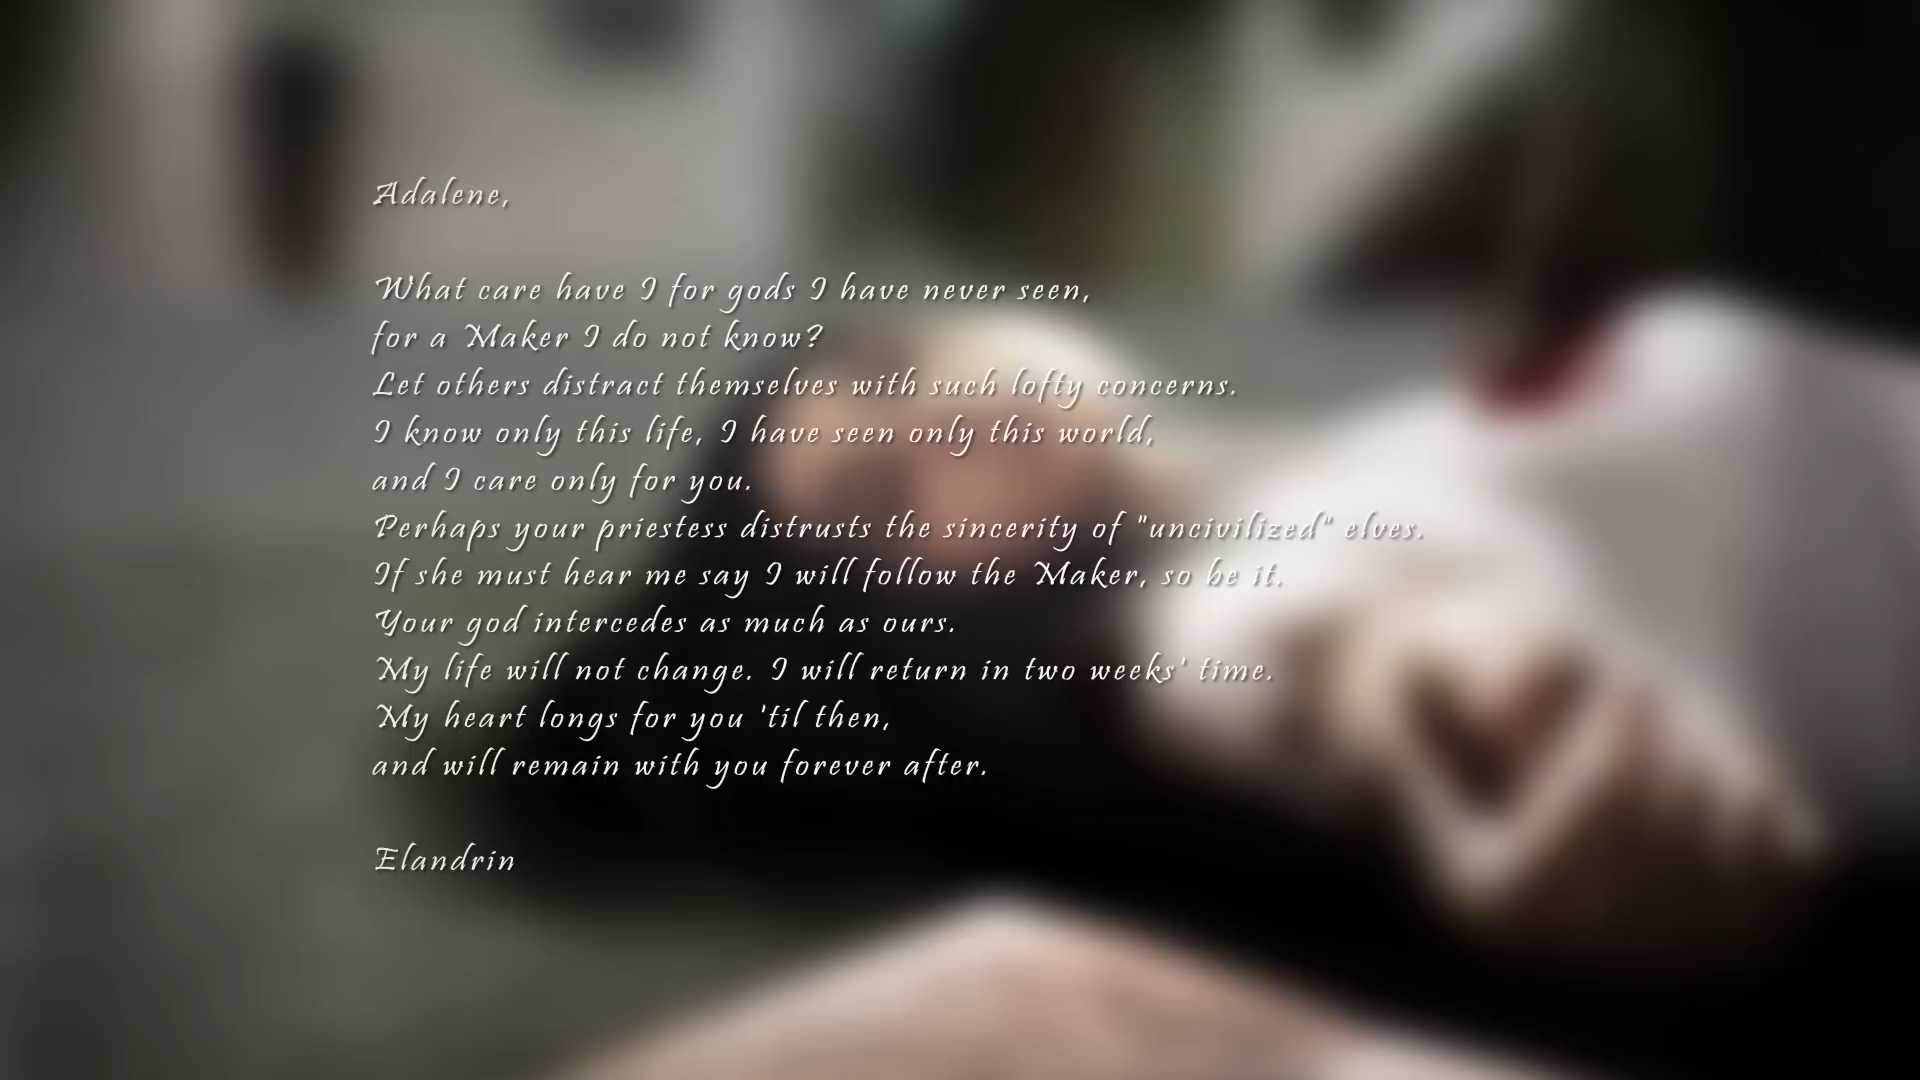 Adalene,
What care have I for gods I have never seen,
for a Maker I do not know?
Let others distract themselves with such lofty concerns.
I know only this life, I have seen only this world,
and I care only for you.
Perhaps your priestess distrusts the sincerity of "uncivilized" elves.
If she must hear me say I will follow the Maker, so be it.
Your god intercedes as much as ours.
My life will not change. I will return in two weeks' time.
My heart longs for you 'til then,
and will remain with you forever after.
Elandrin